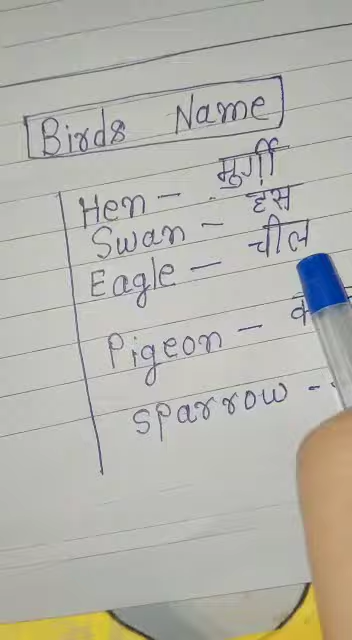 Birds Name
Hen - मुर्गी
Swan - हंस
Eagle - चील
Pigeon -
Sparrow -